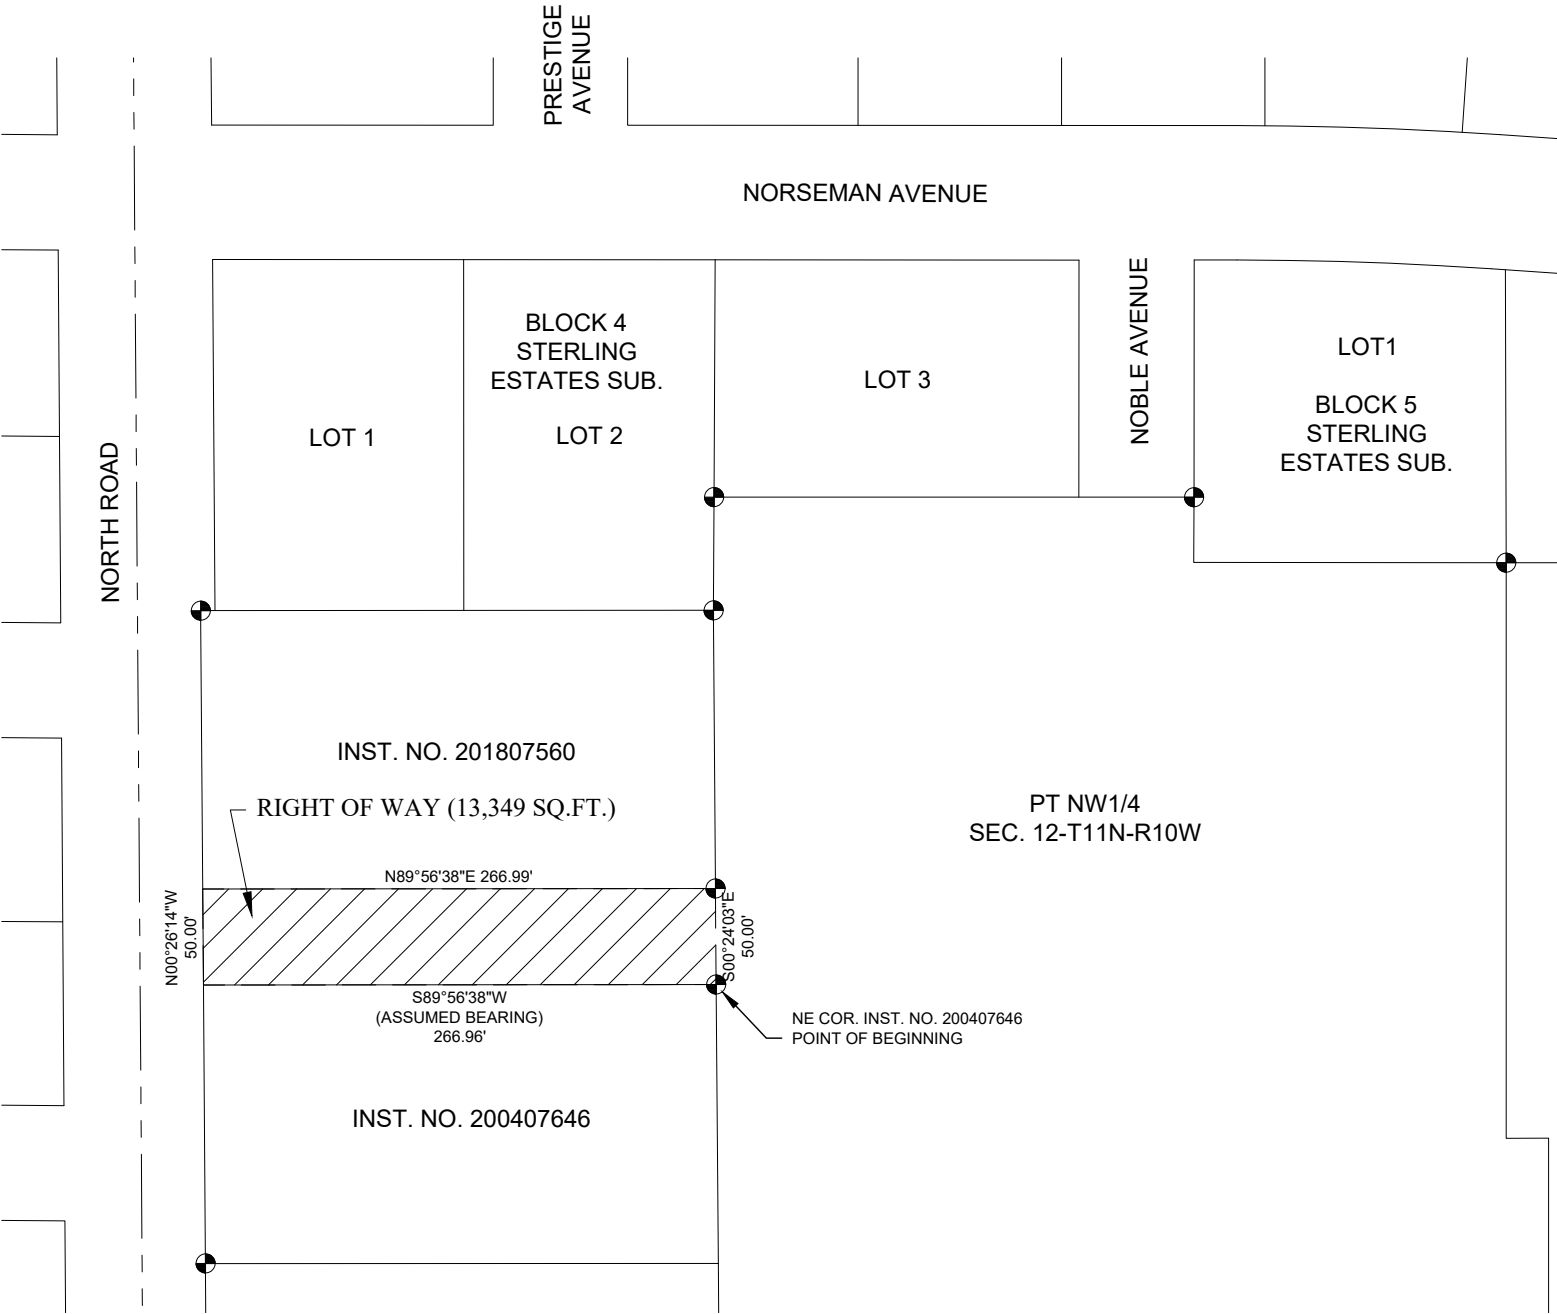 PRESTIGE
AVENUE
NORSEMAN AVENUE
NORTH ROAD
BLOCK 4
STERLING
ESTATES SUB.
LOT 1
LOT 2
LOT 3
NOBLE AVENUE
LOT1
BLOCK 5
STERLING
ESTATES SUB.
INST. NO. 201807560
RIGHT OF WAY (13,349 SQ.FT.)
PT NW1/4
SEC. 12-T11N-R10W
N89°56'38"E 266.99'
N00°26'14"W
50.00'
S00°24'03"E
50.00'
S89°56'38"W
(ASSUMED BEARING)
266.96'
NE COR. INST. NO. 200407646
POINT OF BEGINNING
INST. NO. 200407646